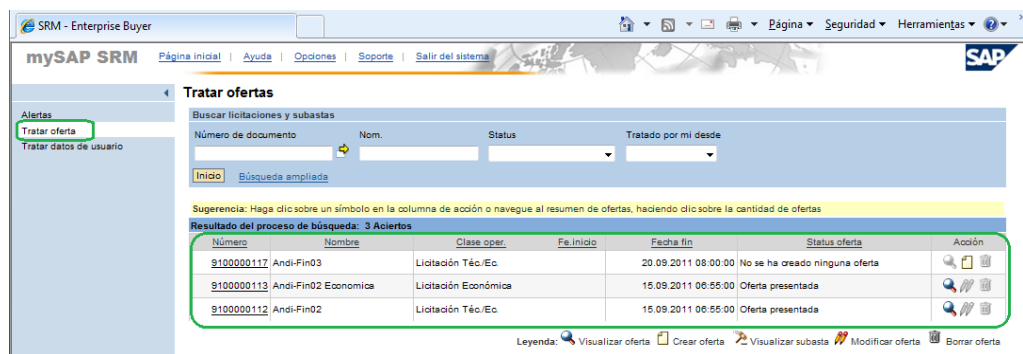 SRM - Enterprise Buyer
Página Seguridad Herramientas
mySAP SRM Página inicial | Ayuda | Opciones | Soporte | Salir del sistema SAP
Tratar ofertas
Alertas
Tratar oferta
Tratar datos de usuario
Buscar licitaciones y subastas
Número de documento Nom. Status Tratado por mi desde
Inicio Búsqueda ampliada
Sugerencia: Haga clic sobre un símbolo en la columna de acción o navegue al resumen de ofertas, haciendo clic sobre la cantidad de ofertas
Resultado del proceso de búsqueda: 3 Aciertos
Número Nombre Clase oper. Fe.inicio Fecha fin Status oferta Acción
9100000117 Andi-Fin03 Licitación Téc./Ec. 20.09.2011 08:00:00 No se ha creado ninguna oferta
9100000113 Andi-Fin02 Economica Licitación Económica 15.09.2011 06:55:00 Oferta presentada
9100000112 Andi-Fin02 Licitación Téc./Ec. 15.09.2011 06:55:00 Oferta presentada
Leyenda: Visualizar oferta Crear oferta Visualizar subasta Modificar oferta Borrar oferta